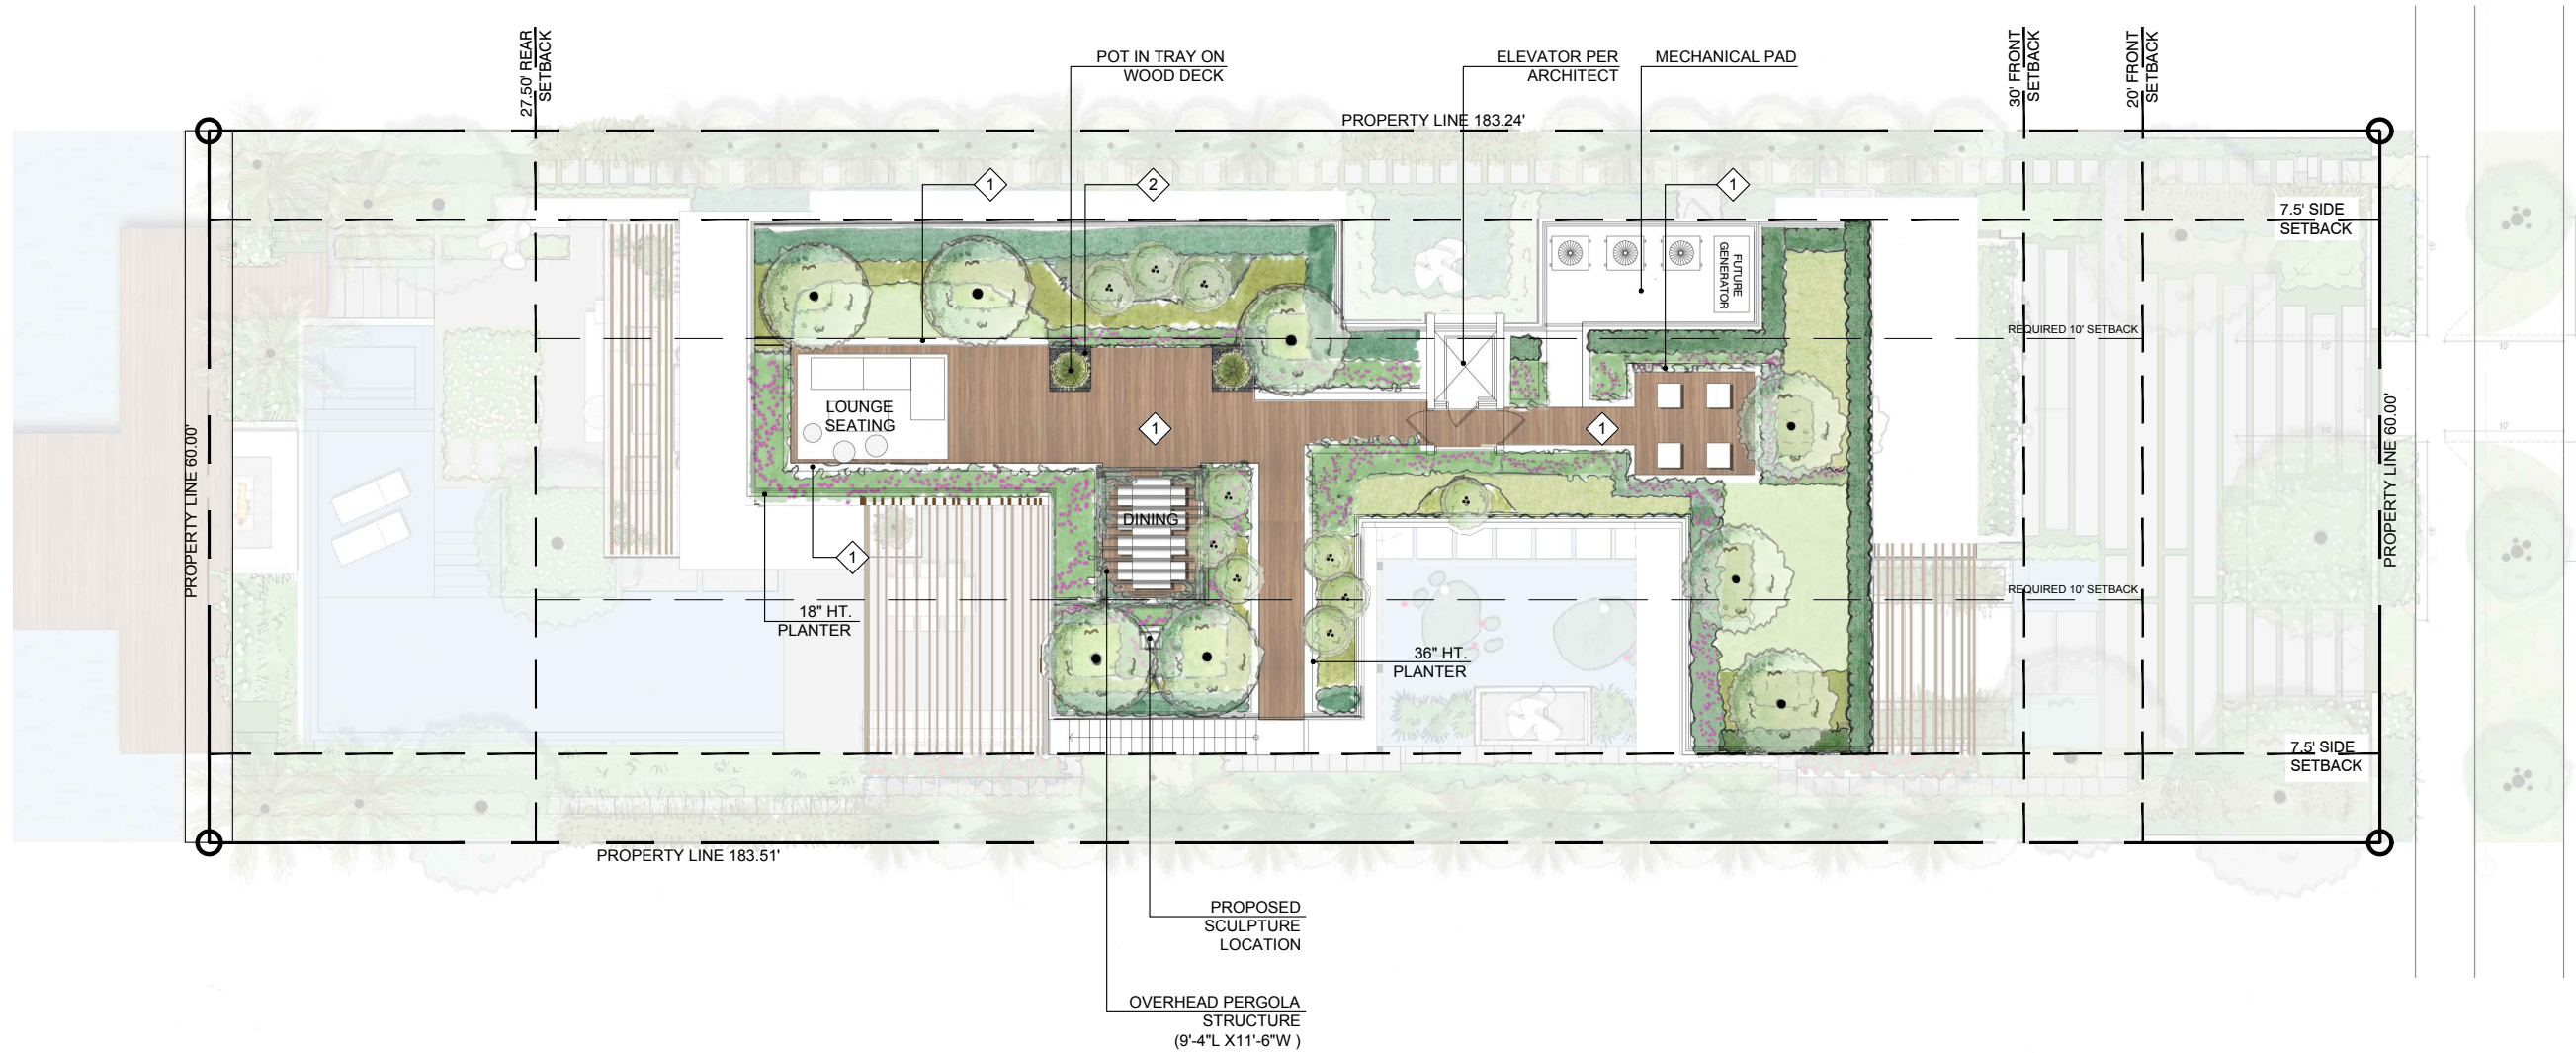 27.50' REAR
SETBACK
POT IN TRAY ON
WOOD DECK
ELEVATOR PER
ARCHITECT
MECHANICAL PAD
30' FRONT
SETBACK
20' FRONT
SETBACK
PROPERTY LINE 183.24'
1
2
1
7.5' SIDE
SETBACK
FUTURE
GENERATOR
REQUIRED 10' SETBACK
LOUNGE
SEATING
1
1
PROPERTY LINE 60.00'
PROPERTY LINE 60.00'
DINING
1
REQUIRED 10' SETBACK
18" HT.
PLANTER
36" HT.
PLANTER
7.5' SIDE
SETBACK
PROPERTY LINE 183.51'
PROPOSED
SCULPTURE
LOCATION
OVERHEAD PERGOLA
STRUCTURE
(9'-4"L X11'-6"W )
15'
10'
15'
10'